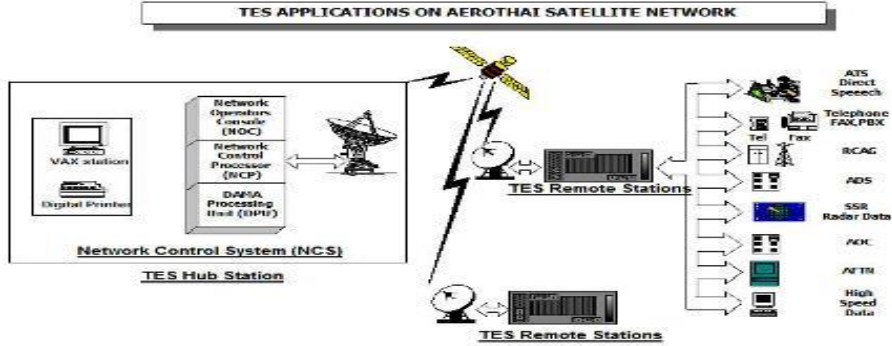 TES APPLICATIONS ON AEROTHAI SATELLITE NETWORK
Network
Operators
Console
(NOC)
Network
Control
Processor
(NCP)
DAMA
Processing
Unit (DPU)
VAX station
Digital Printer
Network Control System (NCS)
TES Hub Station
TES Remote Stations
TES Remote Stations
ATS
Direct
Speeech
Telephone
FAX,PBX
Tel Fax
RCAG
ADS
SSR
Radar Data
AOC
AFTN
High
Speed
Data